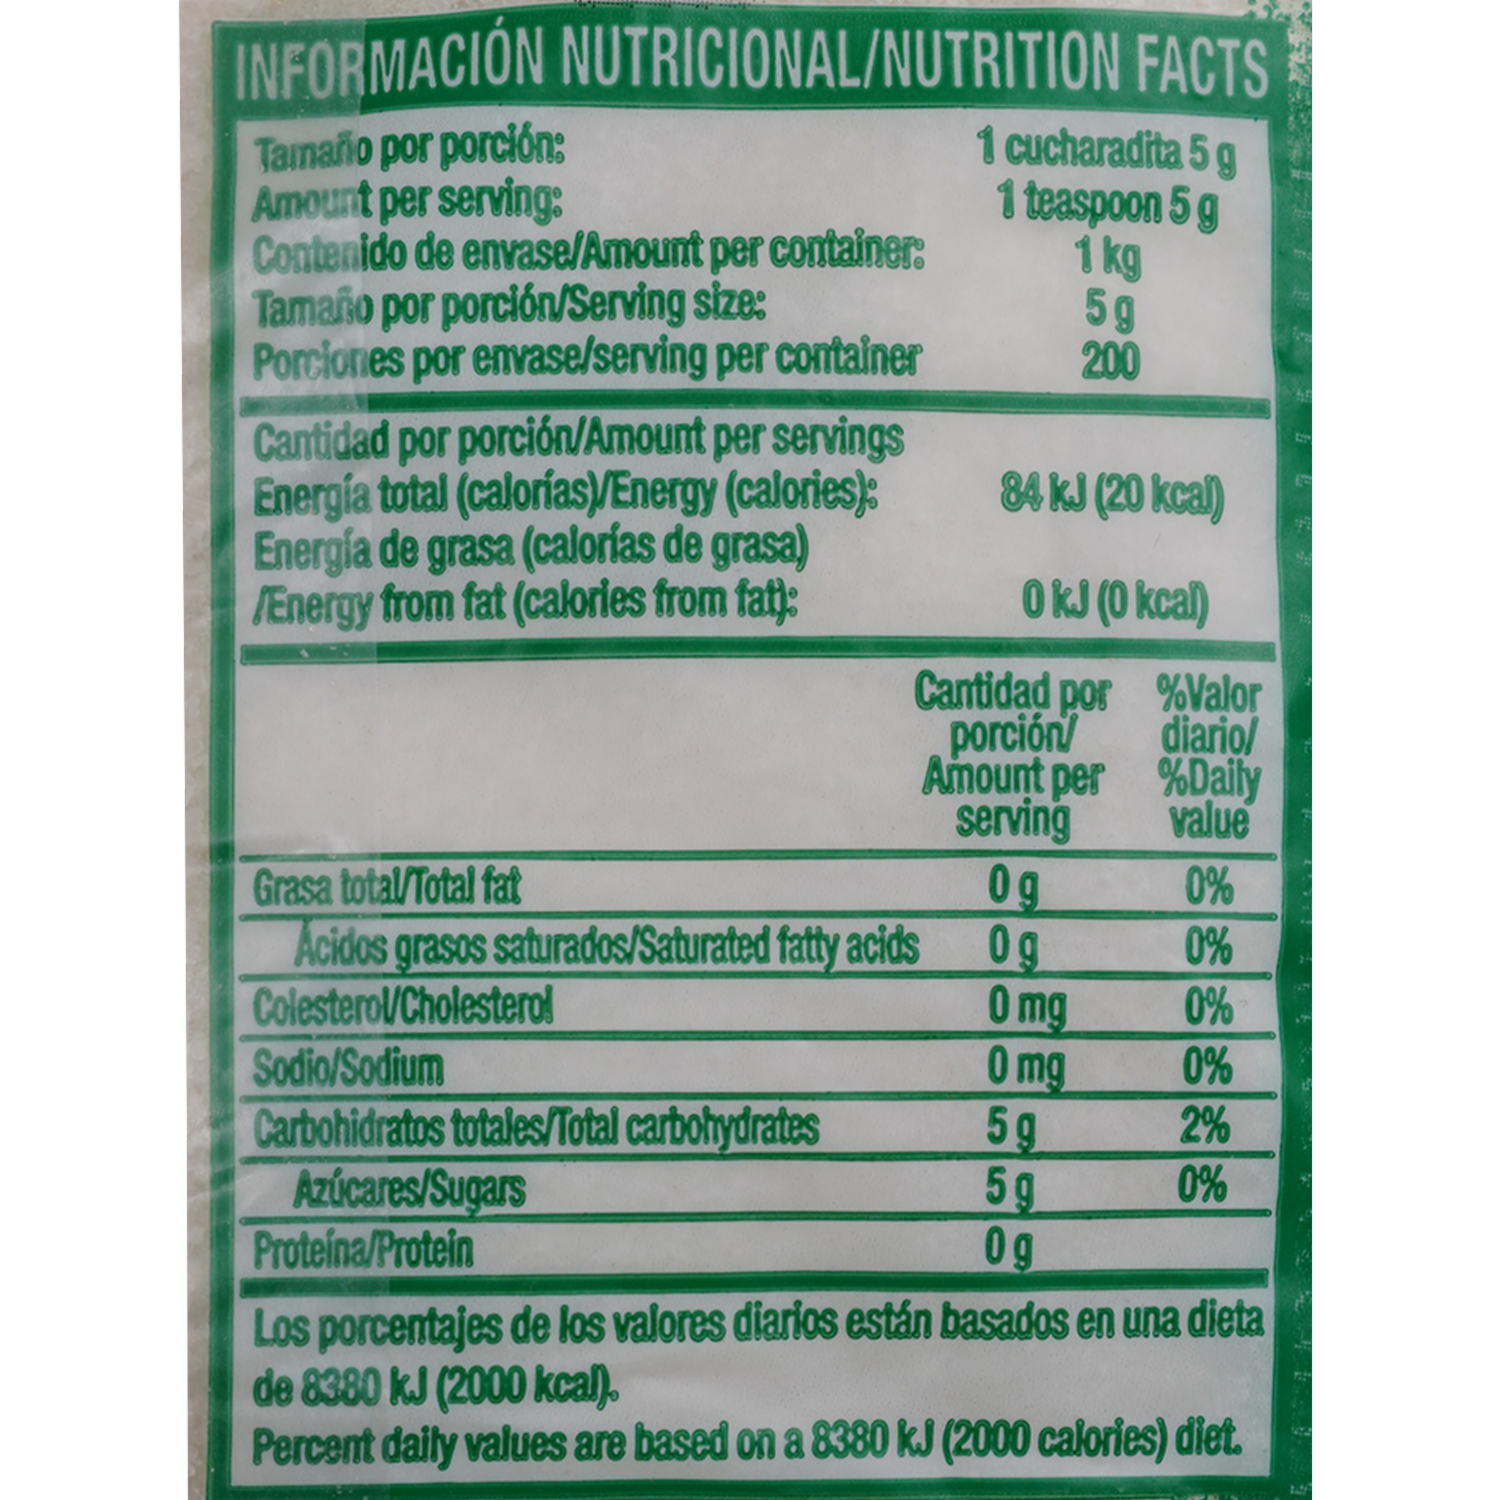 INFORMACIÓN NUTRICIONAL/NUTRITION FACTS
Tamaño por porción: 1 cucharadita 5 g
Amount per serving: 1 teaspoon 5 g
Contenido de envase/Amount per container: 1 kg
Tamaño por porción/Serving size: 5 g
Porciones por envase/serving per container 200
Cantidad por porción/Amount per servings
Energía total (calorías)/Energy (calories): 84 kJ (20 kcal)
Energía de grasa (calorías de grasa)
/Energy from fat (calories from fat): 0 kJ (0 kcal)
Cantidad por %Valor
porción/ diario/
Amount per %Daily
serving value
Grasa total/Total fat 0 g 0%
Ácidos grasos saturados/Saturated fatty acids 0 g 0%
Colesterol/Cholesterol 0 mg 0%
Sodio/Sodium 0 mg 0%
Carbohidratos totales/Total carbohydrates 5 g 2%
Azúcares/Sugars 5 g 0%
Proteína/Protein 0 g
Los porcentajes de los valores diarios están basados en una dieta
de 8380 kJ (2000 kcal).
Percent daily values are based on a 8380 kJ (2000 calories) diet.